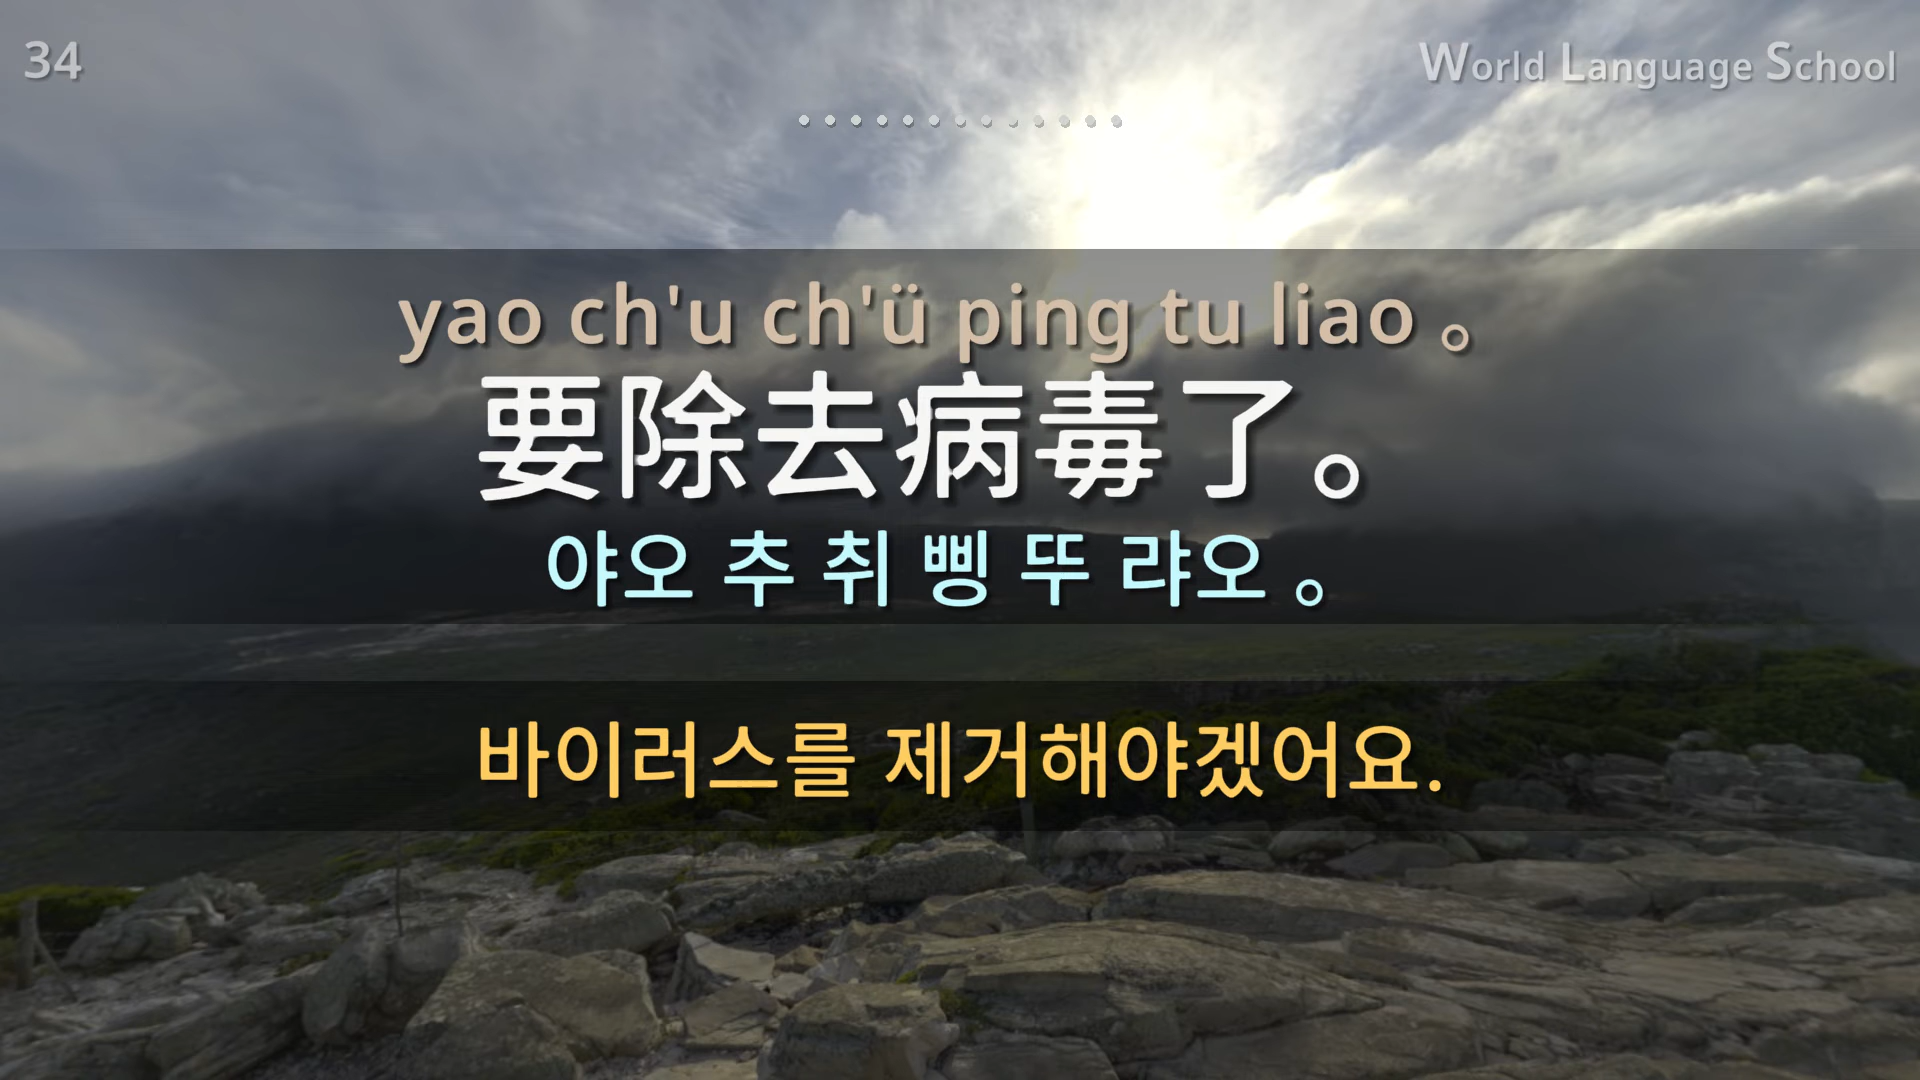 34
World Language School
yao ch'u ch'ü ping tu liao 。
要除去病毒了。
야오 추 취 삥 뚜 랴오 。
바이러스를 제거해야겠어요.